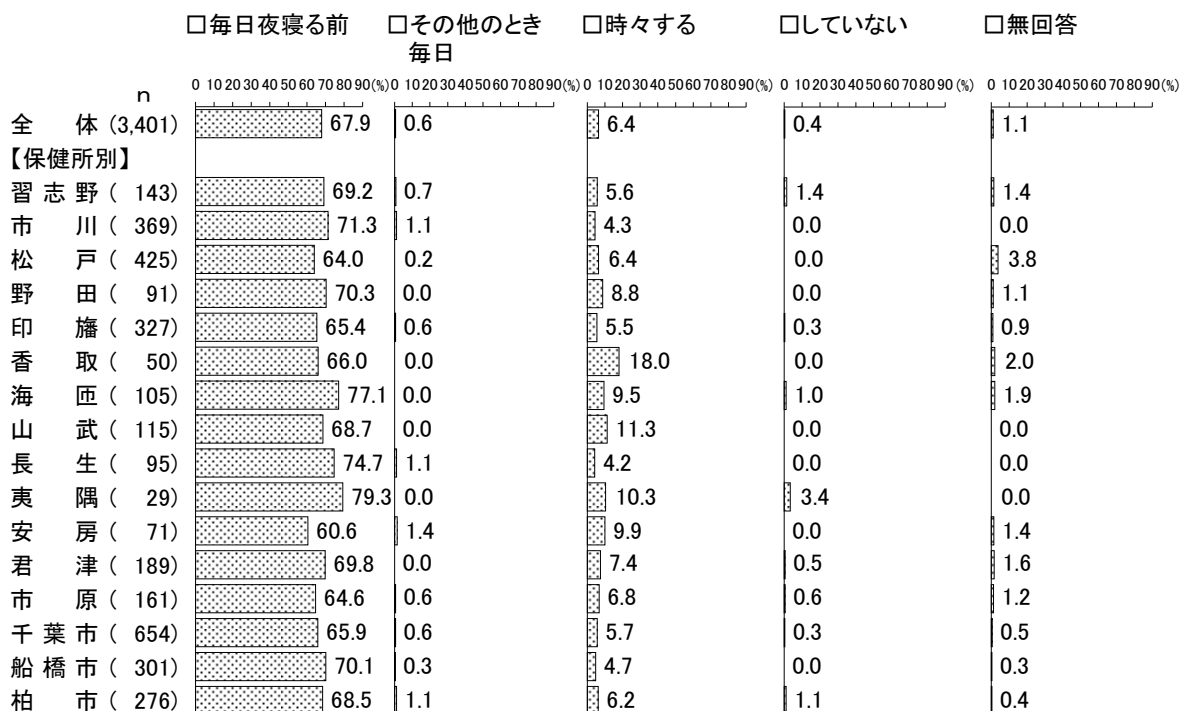 □毎日夜寝る前 □その他のとき毎日 □時々する □していない □無回答
n 0 10 20 30 40 50 60 70 80 90(%) 0 10 20 30 40 50 60 70 80 90(%) 0 10 20 30 40 50 60 70 80 90(%) 0 10 20 30 40 50 60 70 80 90(%) 0 10 20 30 40 50 60 70 80 90(%)
全体(3,401) 67.9 0.6 6.4 0.4 1.1
【保健所別】
習志野( 143) 69.2 0.7 5.6 1.4 1.4
市川( 369) 71.3 1.1 4.3 0.0 0.0
松戸( 425) 64.0 0.2 6.4 0.0 3.8
野田( 91) 70.3 0.0 8.8 0.0 1.1
印旛( 327) 65.4 0.6 5.5 0.3 0.9
香取( 50) 66.0 0.0 18.0 0.0 2.0
海匝( 105) 77.1 0.0 9.5 1.0 1.9
山武( 115) 68.7 0.0 11.3 0.0 0.0
長生( 95) 74.7 1.1 4.2 0.0 0.0
夷隅( 29) 79.3 0.0 10.3 3.4 0.0
安房( 71) 60.6 1.4 9.9 0.0 1.4
君津( 189) 69.8 0.0 7.4 0.5 1.6
市原( 161) 64.6 0.6 6.8 0.6 1.2
千葉市( 654) 65.9 0.6 5.7 0.3 0.5
船橋市( 301) 70.1 0.3 4.7 0.0 0.3
柏市( 276) 68.5 1.1 6.2 1.1 0.4